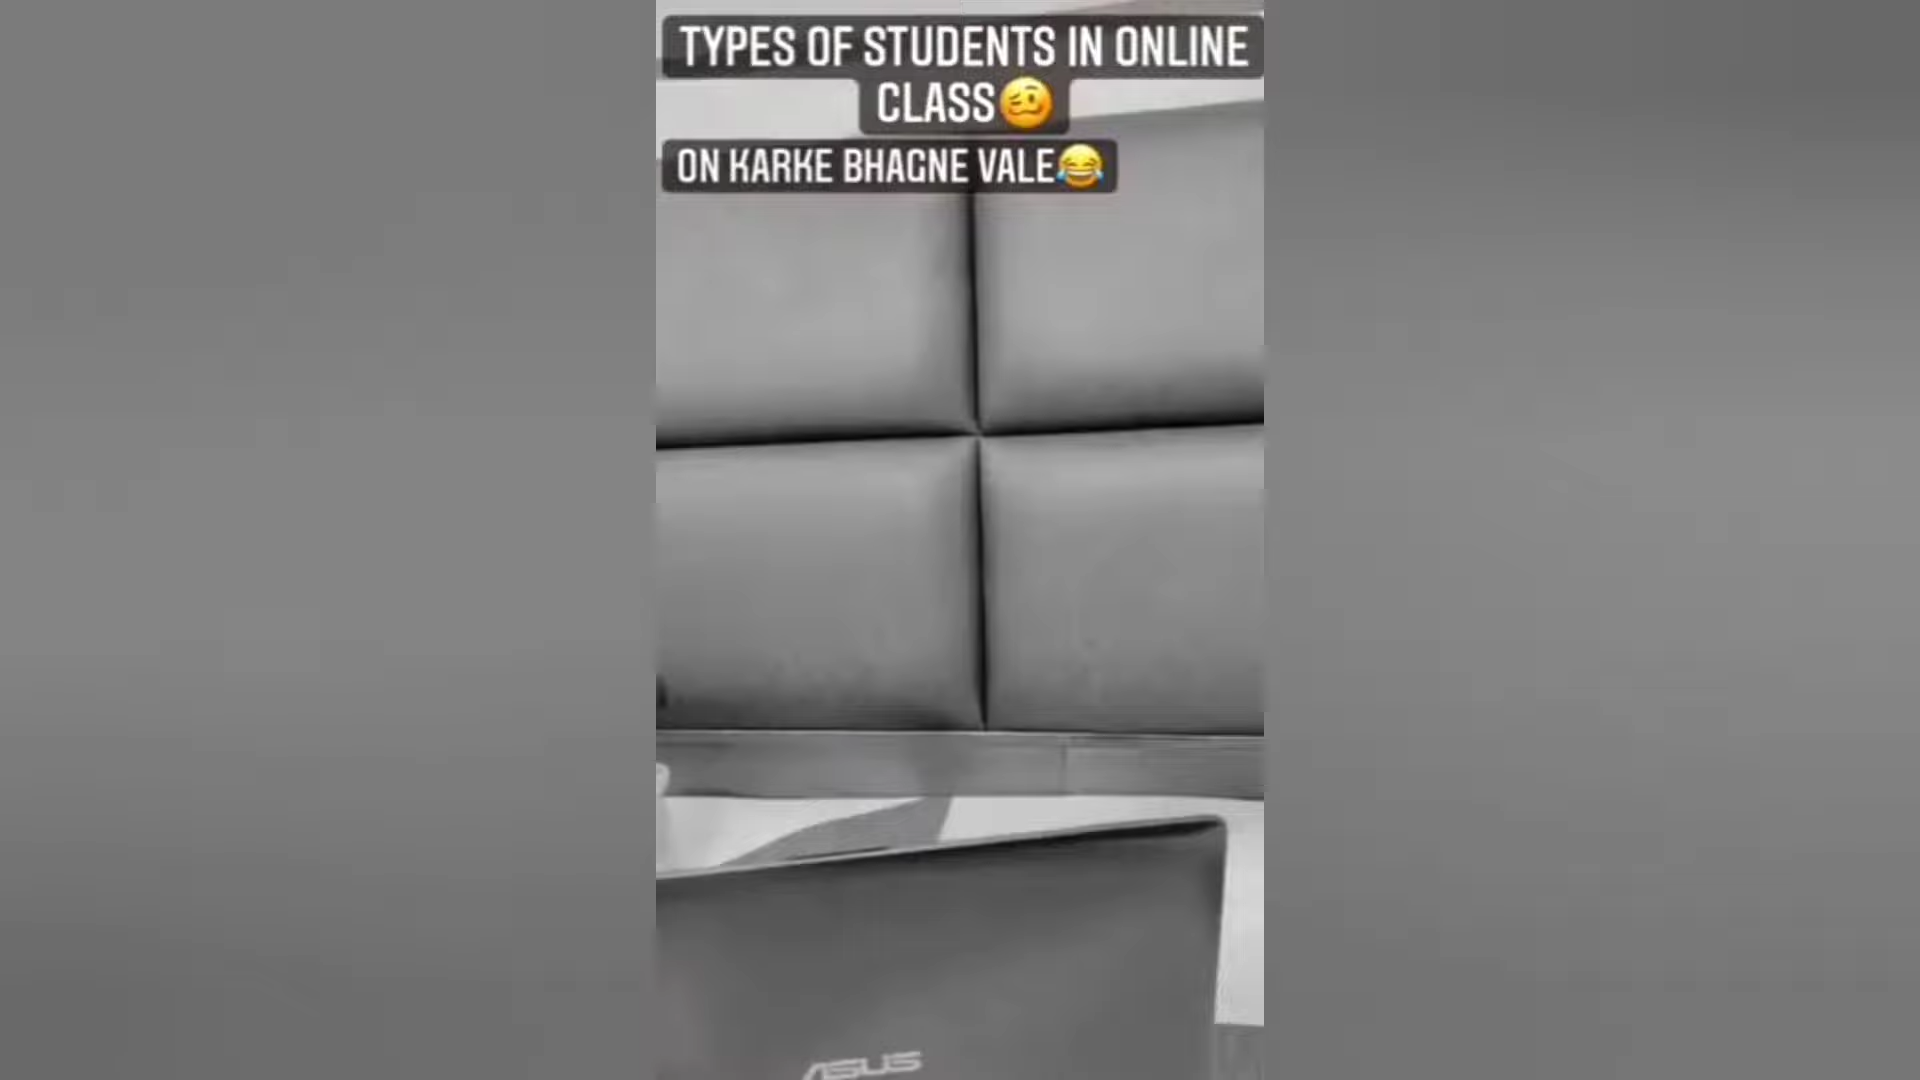 TYPES OF STUDENTS IN ONLINE
CLASS🥴
ON KARKE BHAGNE VALE😂
ASUS